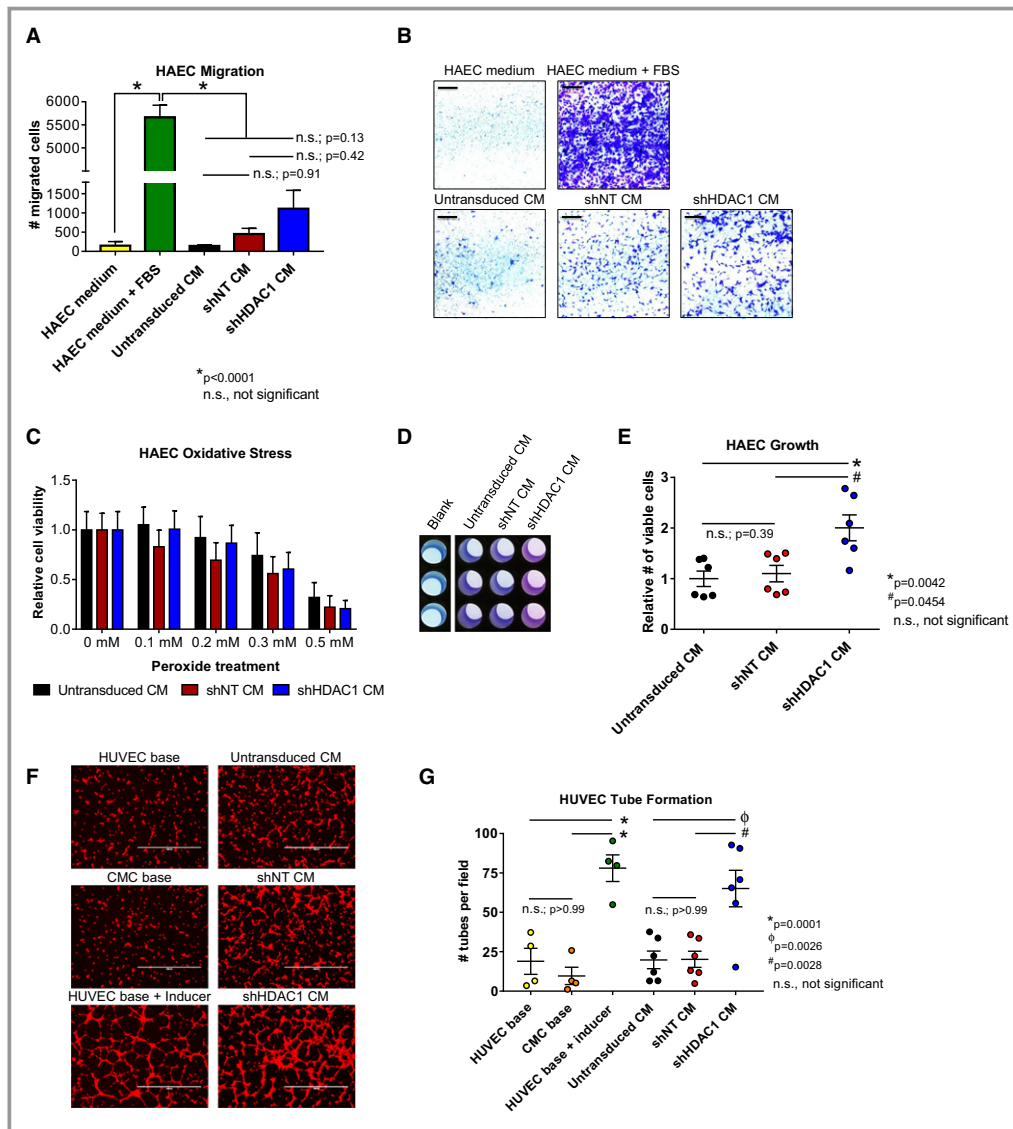 A
HAEC Migration
*
*
6000
5500
5000
1500
1000
500
0
# migrated cells
n.s.; p=0.13
n.s.; p=0.42
n.s.; p=0.91
HAEC medium
HAEC medium + FBS
Untransduced CM
shNT CM
shHDAC1 CM
*p<0.0001
n.s., not significant
B
HAEC medium
HAEC medium + FBS
Untransduced CM
shNT CM
shHDAC1 CM
C
HAEC Oxidative Stress
Relative cell viability
1.5
1.0
0.5
0.0
0 mM
0.1 mM
0.2 mM
0.3 mM
0.5 mM
Peroxide treatment
Untransduced CM
shNT CM
shHDAC1 CM
D
Blank
Untransduced CM
shNT CM
shHDAC1 CM
E
HAEC Growth
Relative # of viable cells
3
2
1
0
*
#
n.s.; p=0.39
Untransduced CM
shNT CM
shHDAC1 CM
*p=0.0042
#p=0.0454
n.s., not significant
F
HUVEC base
Untransduced CM
CMC base
shNT CM
HUVEC base + Inducer
shHDAC1 CM
G
HUVEC Tube Formation
# tubes per field
100
75
50
25
0
*
*
ϕ
#
n.s.; p>0.99
n.s.; p>0.99
HUVEC base
CMC base
HUVEC base + inducer
Untransduced CM
shNT CM
shHDAC1 CM
*p=0.0001
ϕp=0.0026
#p=0.0028
n.s., not significant